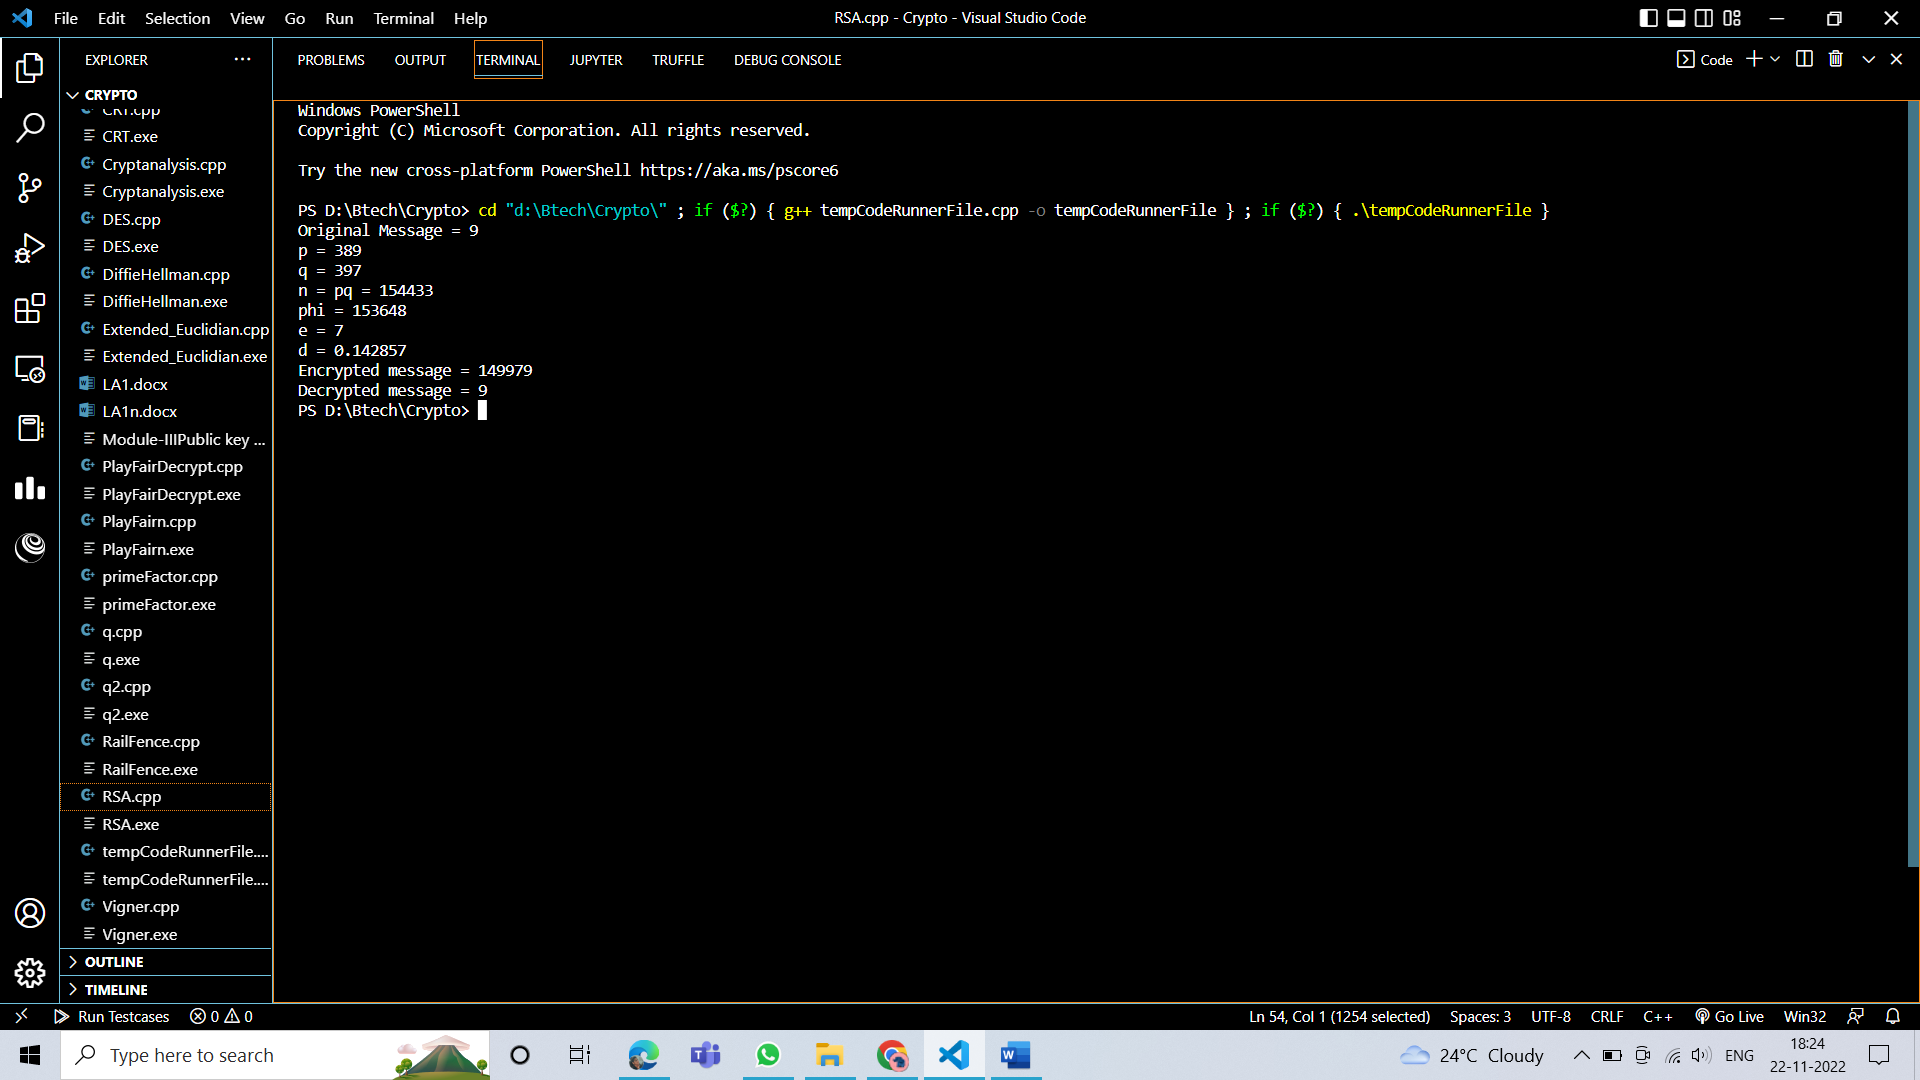 File Edit Selection View Go Run Terminal Help
RSA.cpp - Crypto - Visual Studio Code
EXPLORER
CRYPTO
CRT.cpp
CRT.exe
Cryptanalysis.cpp
Cryptanalysis.exe
DES.cpp
DES.exe
DiffieHellman.cpp
DiffieHellman.exe
Extended_Euclidian.cpp
Extended_Euclidian.exe
LA1.docx
LA1n.docx
Module-IIIPublic key ...
PlayFairDecrypt.cpp
PlayFairDecrypt.exe
PlayFairn.cpp
PlayFairn.exe
primeFactor.cpp
primeFactor.exe
q.cpp
q.exe
q2.cpp
q2.exe
RailFence.cpp
RailFence.exe
RSA.cpp
RSA.exe
tempCodeRunnerFile....
tempCodeRunnerFile....
Vigner.cpp
Vigner.exe
OUTLINE
TIMELINE
PROBLEMS OUTPUT TERMINAL JUPYTER TRUFFLE DEBUG CONSOLE
Code
Windows PowerShell
Copyright (C) Microsoft Corporation. All rights reserved.
Try the new cross-platform PowerShell https://aka.ms/pscore6
PS D:\Btech\Crypto> cd "d:\Btech\Crypto\" ; if ($?) { g++ tempCodeRunnerFile.cpp -o tempCodeRunnerFile } ; if ($?) { .\tempCodeRunnerFile }
Original Message = 9
p = 389
q = 397
n = pq = 154433
phi = 153648
e = 7
d = 0.142857
Encrypted message = 149979
Decrypted message = 9
PS D:\Btech\Crypto>
Run Testcases 0 0
Ln 54, Col 1 (1254 selected) Spaces: 3 UTF-8 CRLF C++ Go Live Win32
Type here to search
24°C Cloudy
ENG
18:24
22-11-2022